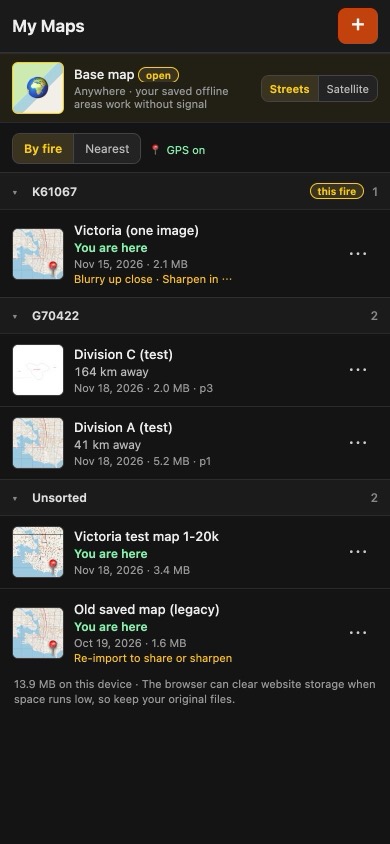 My Maps
+
Base map open
Anywhere · your saved offline
areas work without signal
Streets Satellite
By fire Nearest GPS on
K61067 this fire 1
Victoria (one image)
You are here
Nov 15, 2026 · 2.1 MB
Blurry up close · Sharpen in ···
G70422 2
Division C (test)
164 km away
Nov 18, 2026 · 2.0 MB · p3
Division A (test)
41 km away
Nov 18, 2026 · 5.2 MB · p1
Unsorted 2
Victoria test map 1-20k
You are here
Nov 18, 2026 · 3.4 MB
Old saved map (legacy)
You are here
Oct 19, 2026 · 1.6 MB
Re-import to share or sharpen
13.9 MB on this device · The browser can clear website storage when
space runs low, so keep your original files.